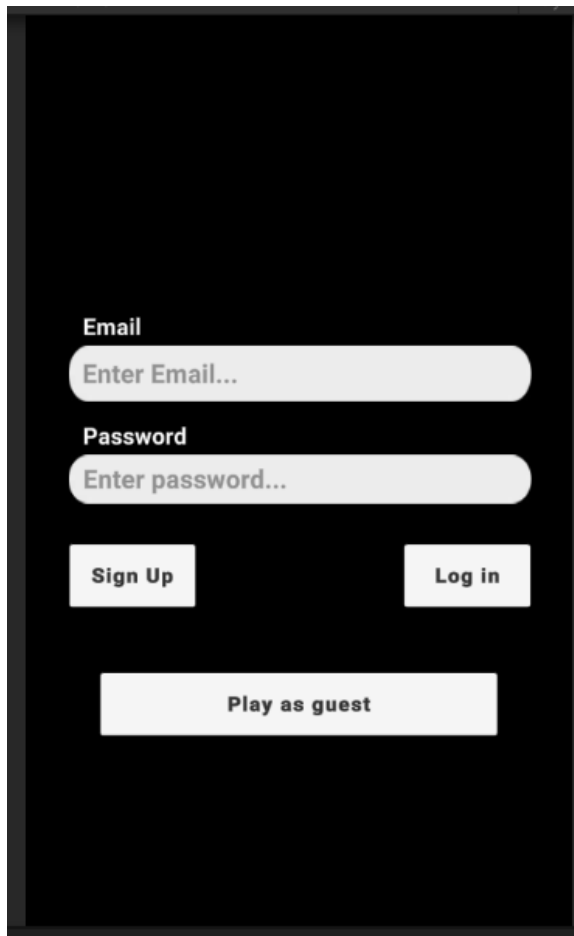 Email
Enter Email...
Password
Enter password...
Sign Up
Log in
Play as guest